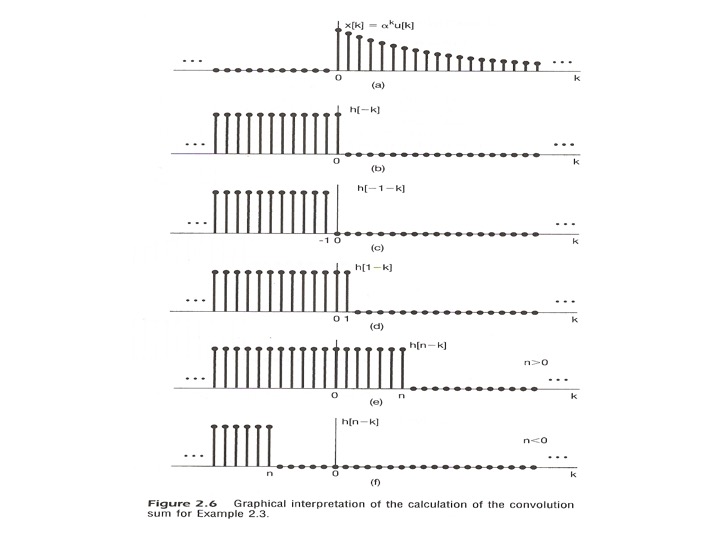 x[k] = αᵏu[k]
0
k
(a)
h[−k]
0
k
(b)
h[−1−k]
-1 0
k
(c)
h[1−k]
0 1
k
(d)
h[n−k]
n>0
0
n
k
(e)
h[n−k]
n<0
n
0
k
(f)
Figure 2.6 Graphical interpretation of the calculation of the convolution
sum for Example 2.3.